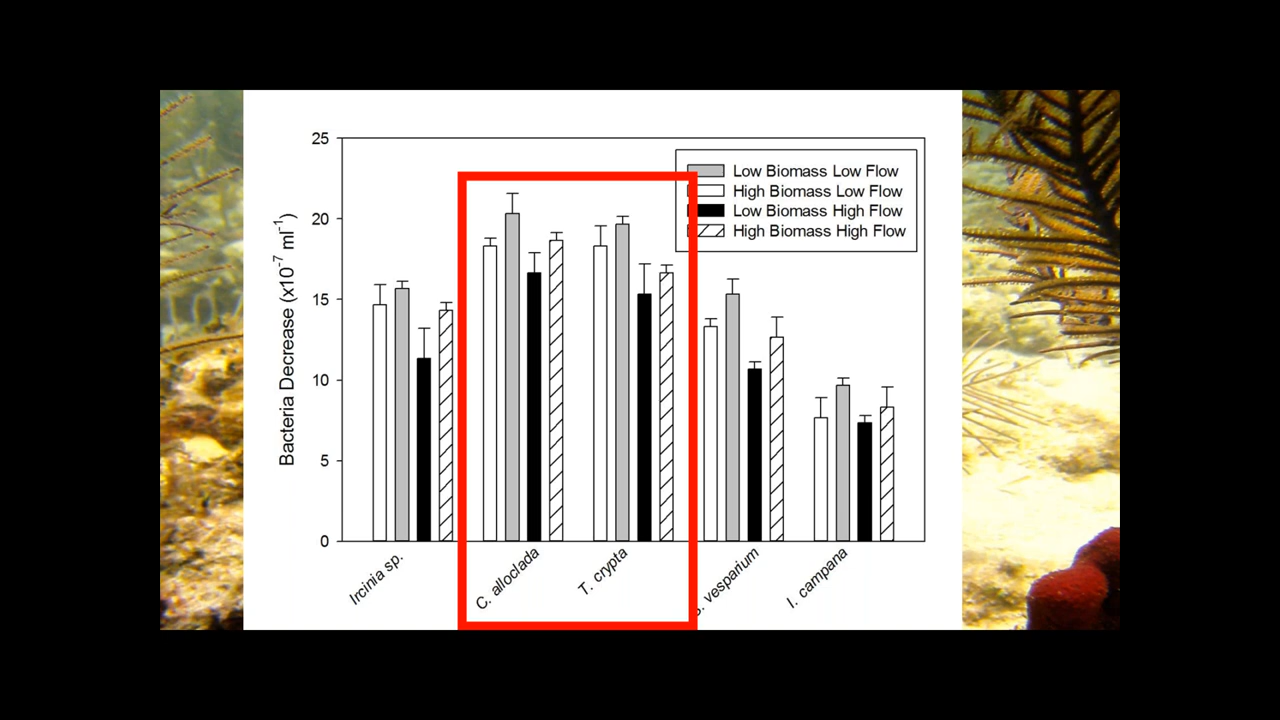 25
20
15
10
5
0
Bacteria Decrease (x10-7 ml-1)
Low Biomass Low Flow
High Biomass Low Flow
Low Biomass High Flow
High Biomass High Flow
Ircinia sp.
C. alloclada
T. crypta
vesparium
I. campana